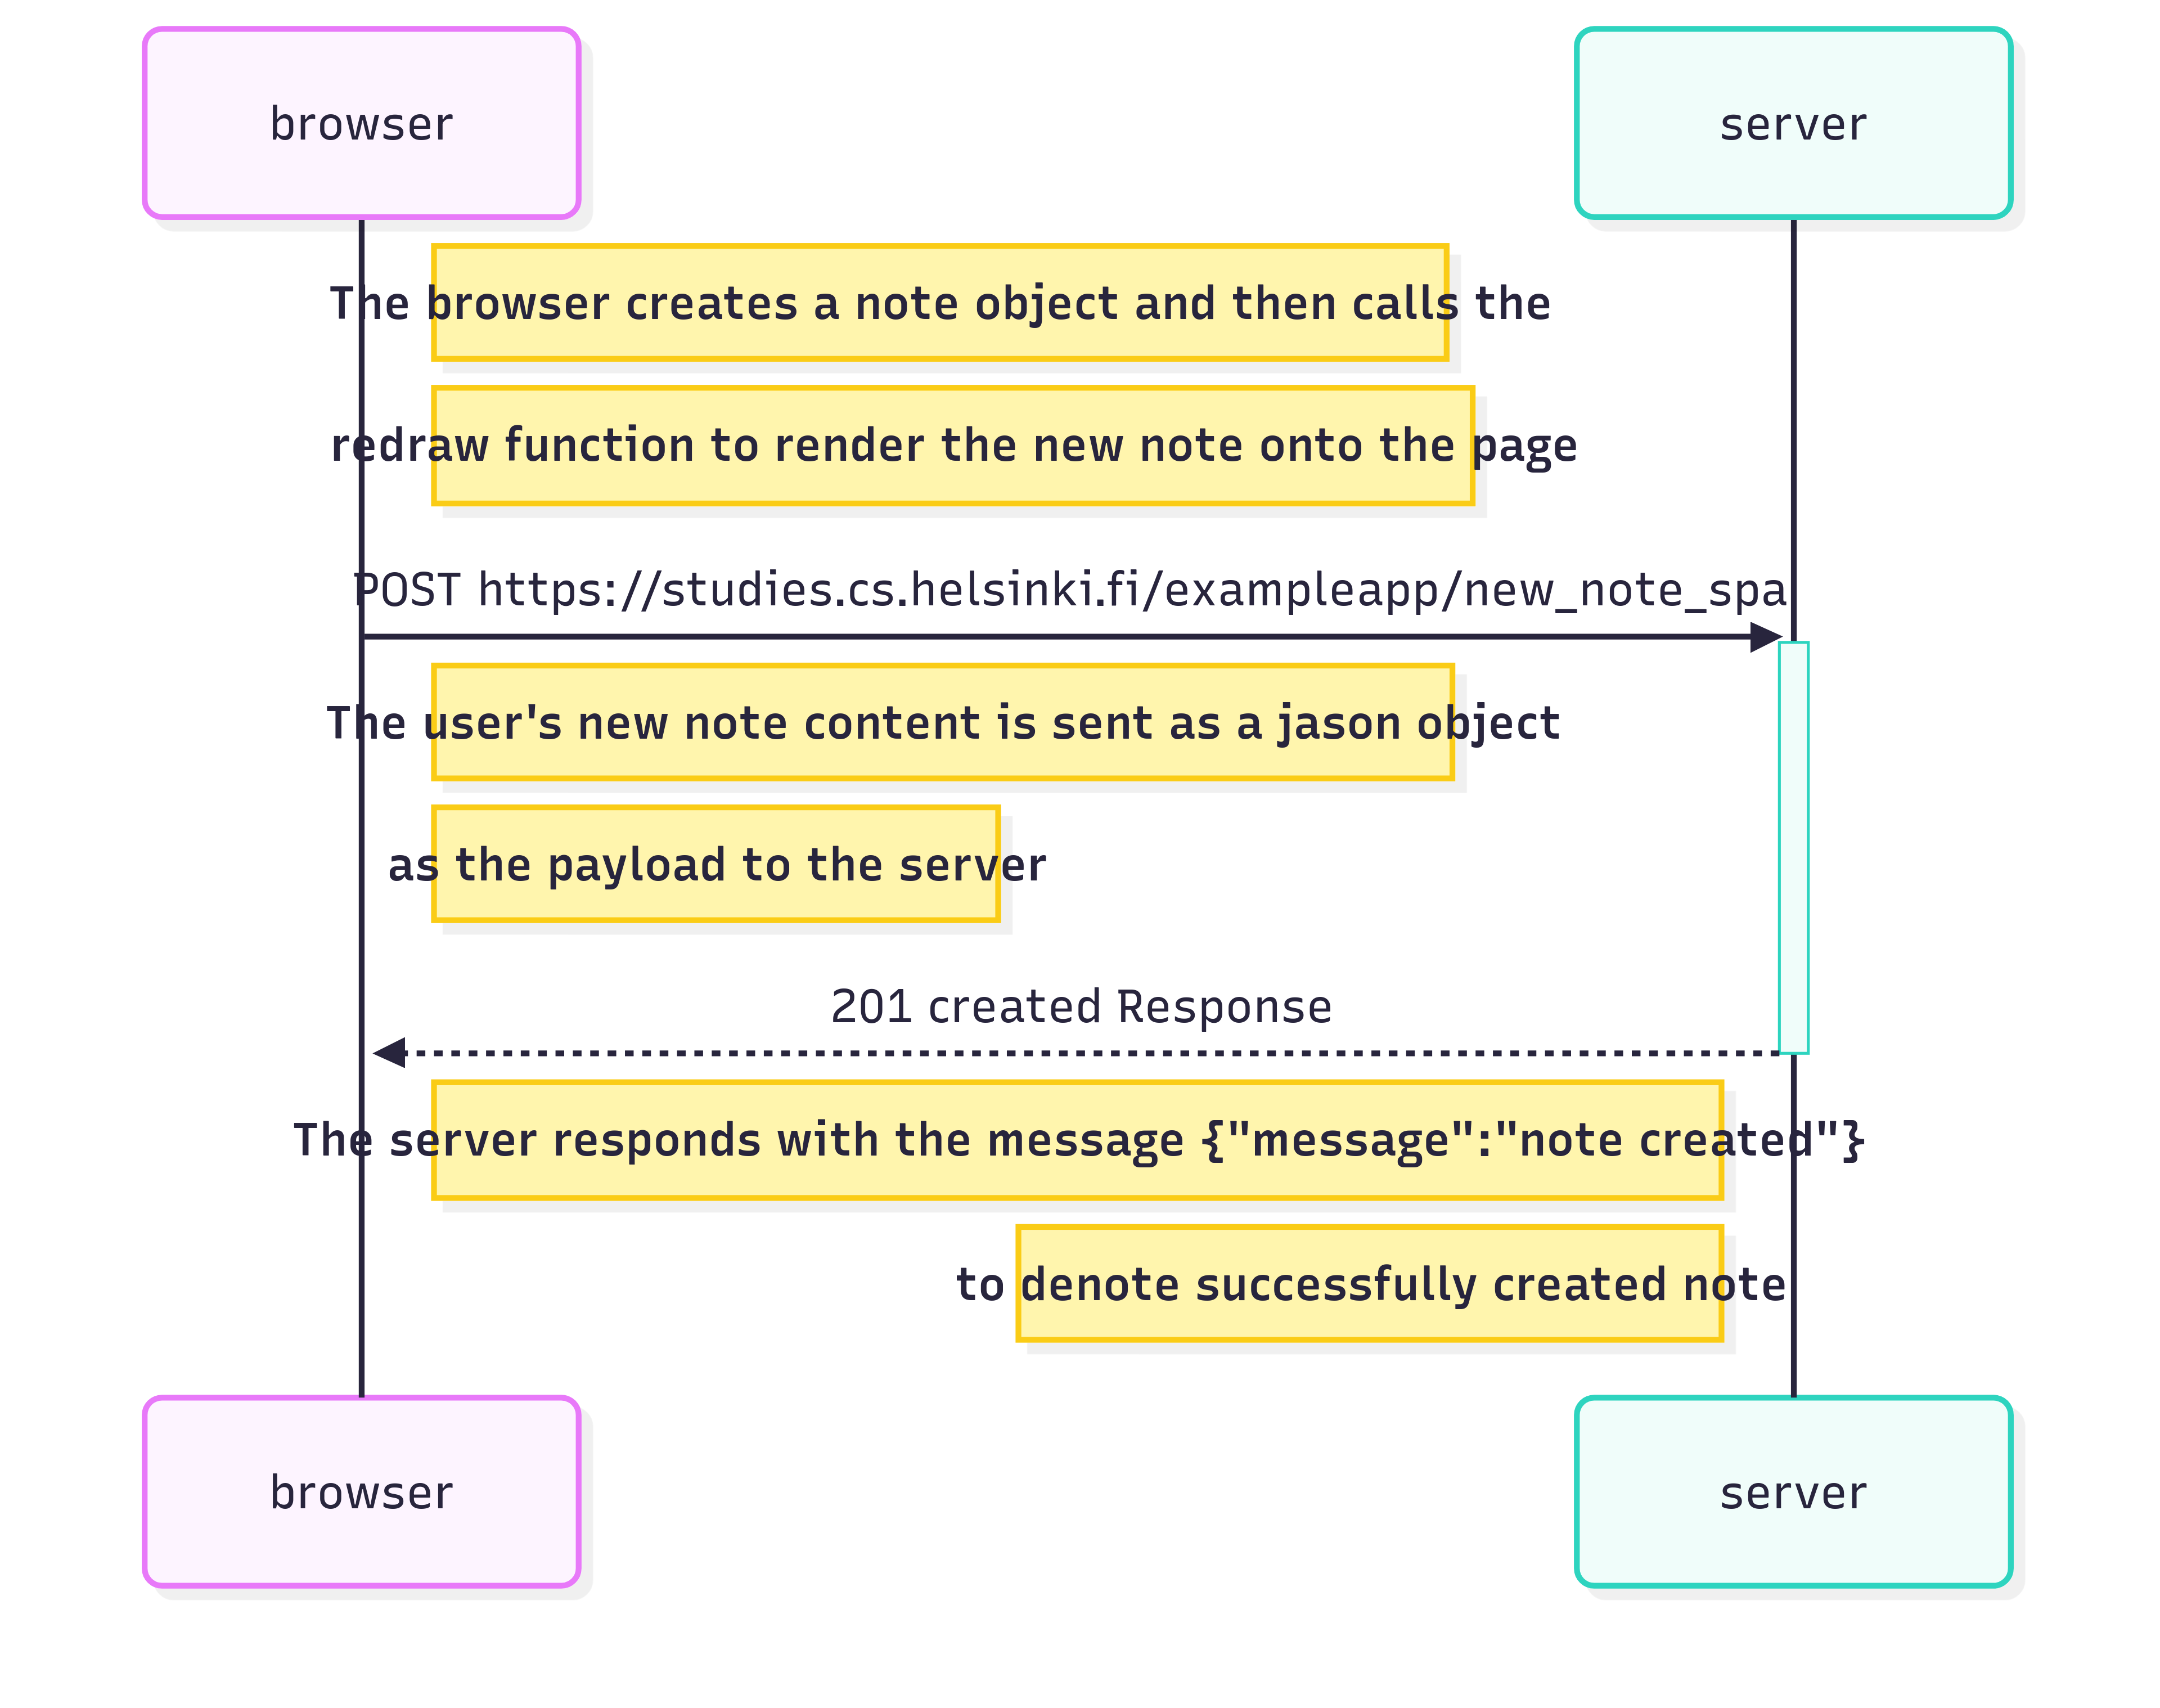 browser
server
The browser creates a note object and then calls the
redraw function to render the new note onto the page
POST https://studies.cs.helsinki.fi/exampleapp/new_note_spa
The user's new note content is sent as a jason object
as the payload to the server
201 created Response
The server responds with the message {"message":"note created"}
to denote successfully created note
browser
server